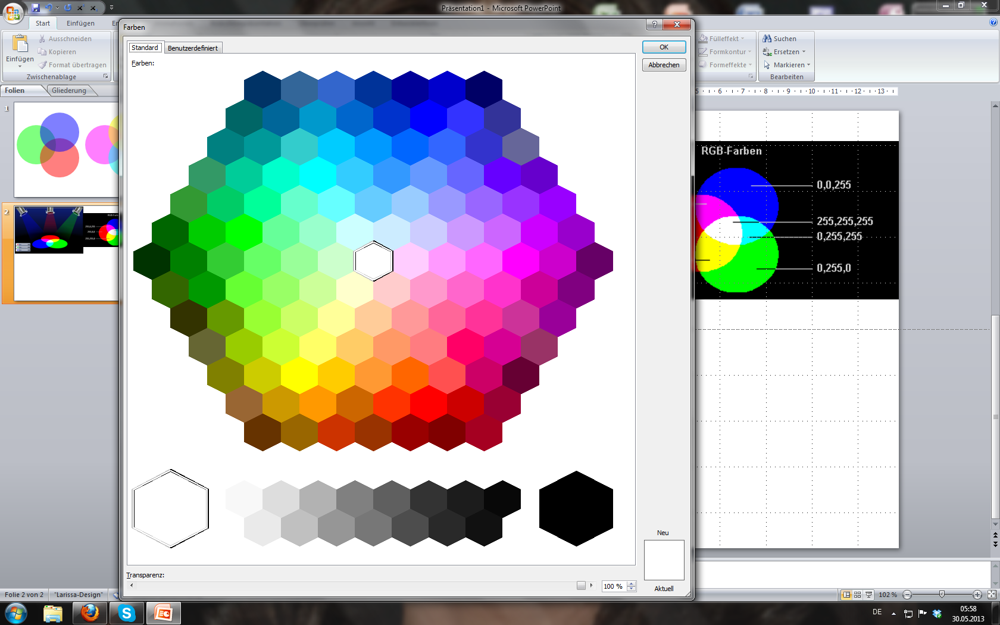 Präsentation1 - Microsoft PowerPoint
Start
Einfügen
Farben
Einfügen
Ausschneiden
Kopieren
Format übertragen
Zwischenablage
Standard
Benutzerdefiniert
Farben:
OK
Abbrechen
Fülleffekt
Formkontur
Formeffekte
Suchen
Ersetzen
Markieren
Bearbeiten
Folien
Gliederung
5 6 7 8 9 10 11 12 13
1
2
RGB-Farben
0,0,255
255,255,255
0,255,255
0,255,0
Neu
Aktuell
Transparenz:
100 %
Folie 2 von 2
"Larissa-Design"
102 %
DE
05:58
30.05.2013